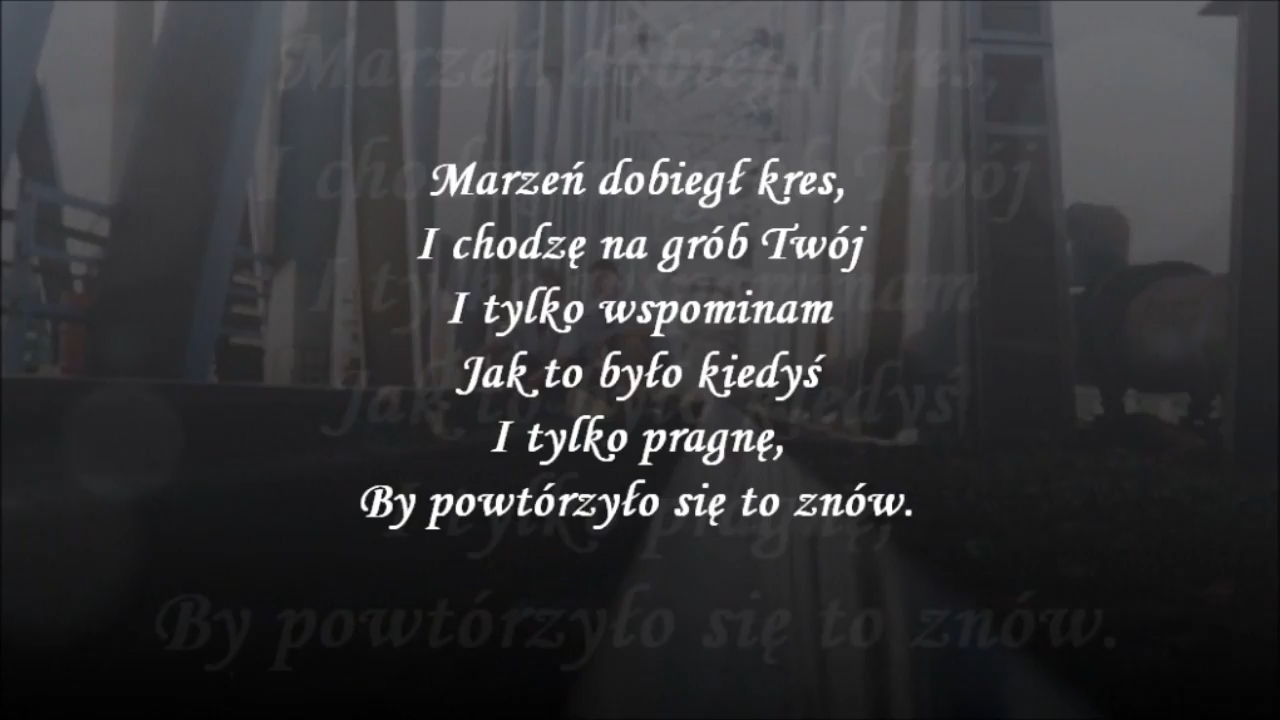 Marzeń dobiegł kres,
I chodzę na grób Twój
I tylko wspominam
Jak to było kiedyś
I tylko pragnę,
By powtórzyło się to znów.